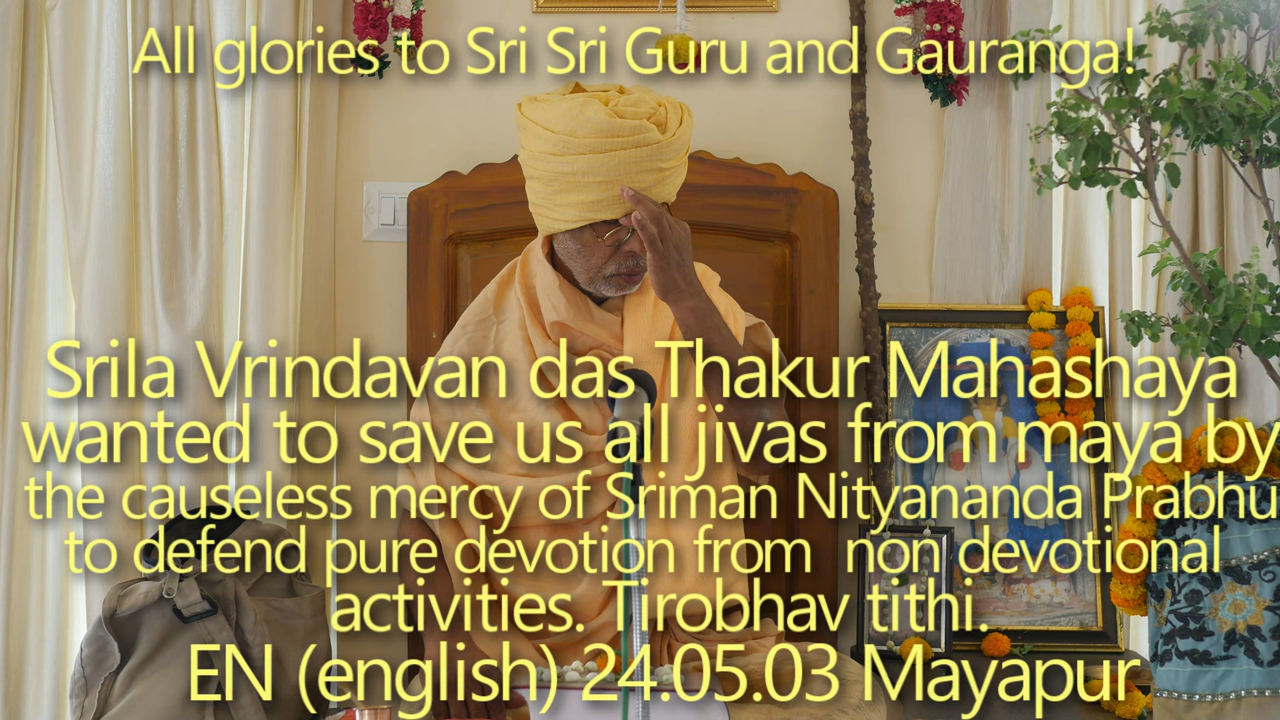 All glories to Sri Sri Guru and Gauranga!
Srila Vrindavan das Thakur Mahashaya
wanted to save us all jivas from maya by
the causeless mercy of Sriman Nityananda Prabhu
to defend pure devotion from non devotional
activities. Tirobhav tithi.
EN (english) 24.05.03 Mayapur